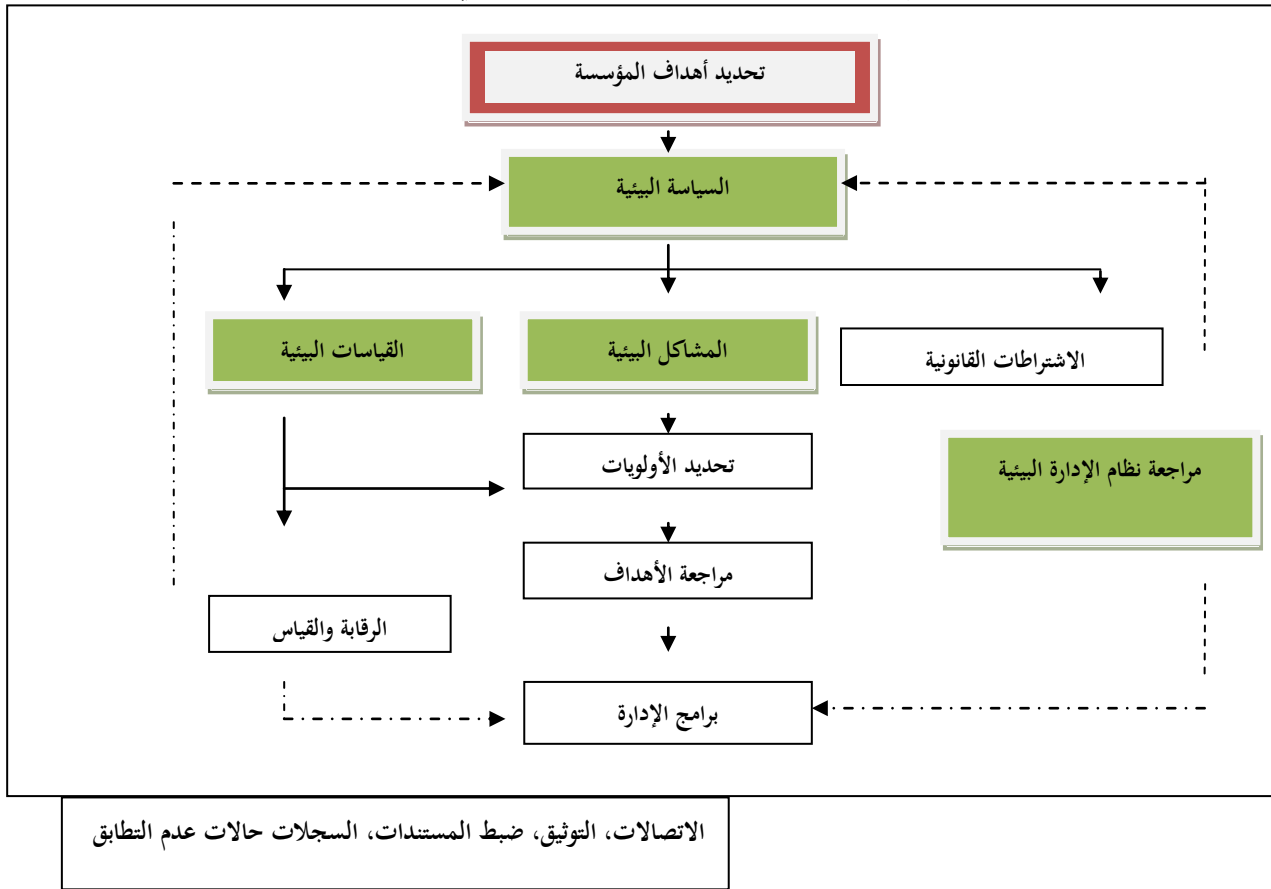 تحديد أهداف المؤسسة
السياسة البيئية
الاشتراطات القانونية
المشاكل البيئية
القياسات البيئية
تحديد الأولويات
مراجعة نظام الإدارة البيئية
مراجعة الأهداف
الرقابة والقياس
برامج الإدارة
الاتصالات، التوثيق، ضبط المستندات، السجلات حالات عدم التطابق